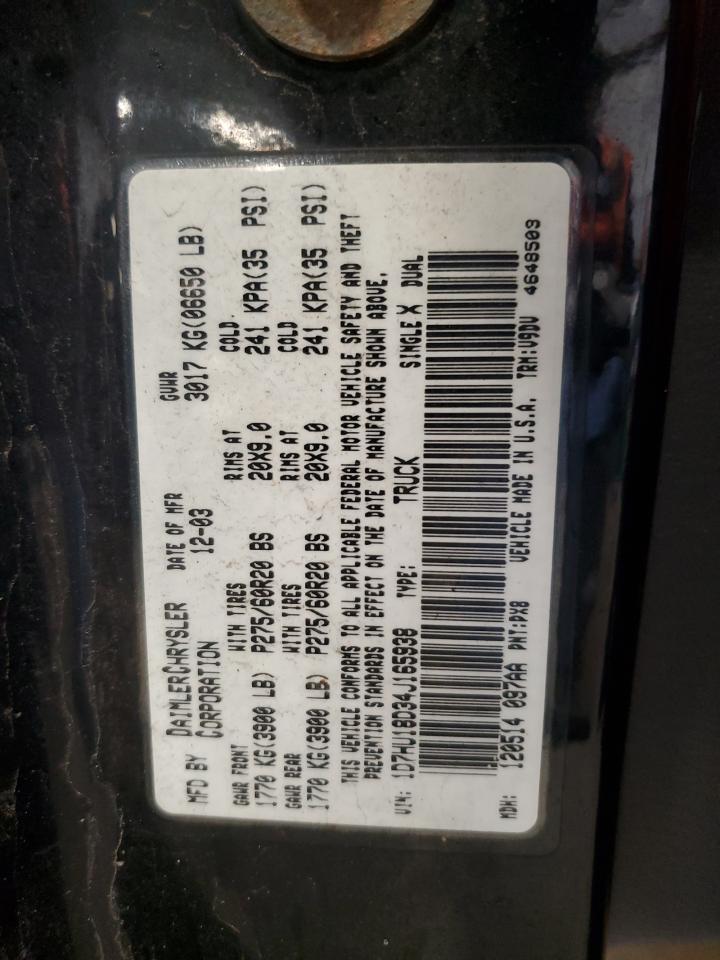 MFD BY DAIMLERCHRYSLER CORPORATION DATE OF MFR 12-03 GVWR 3017 KG(06650 LB)
GAWR FRONT WITH TIRES RIMS AT COLD
1770 KG(3900 LB) P275/60R20 BS 20X9.0 241 KPA(35 PSI)
GAWR REAR WITH TIRES RIMS AT COLD
1770 KG(3900 LB) P275/60R20 BS 20X9.0 241 KPA(35 PSI)
THIS VEHICLE CONFORMS TO ALL APPLICABLE FEDERAL MOTOR VEHICLE SAFETY AND THEFT
PREVENTION STANDARDS IN EFFECT ON THE DATE OF MANUFACTURE SHOWN ABOVE.
VIN: 1D7HU18D34J165938 TYPE: TRUCK SINGLE X DUAL
MDH: 120514 097AA PNT:PX8 VEHICLE MADE IN U.S.A. TRM:V9DV 4648503